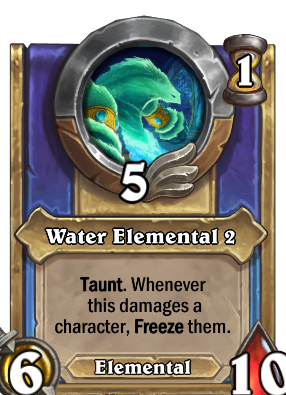 1
5
Water Elemental 2
Taunt. Whenever
this damages a
character, Freeze them.
6
Elemental
10